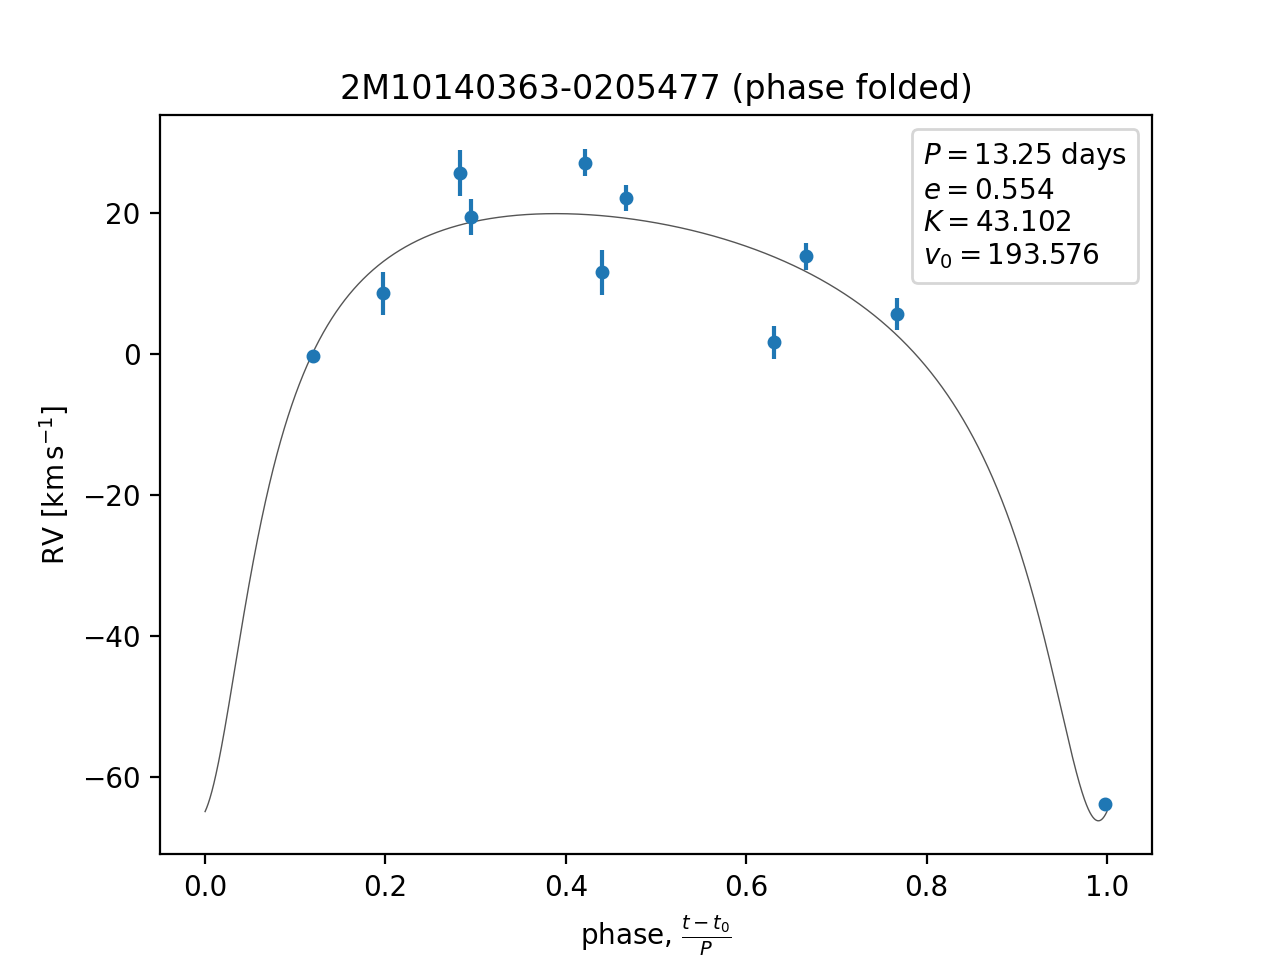 2M10140363-0205477 (phase folded)
P = 13.25 days
e = 0.554
K = 43.102
v₀ = 193.576
RV [km s⁻¹]
20
0
−20
−40
−60
0.0 0.2 0.4 0.6 0.8 1.0
phase, (t − t₀)/P